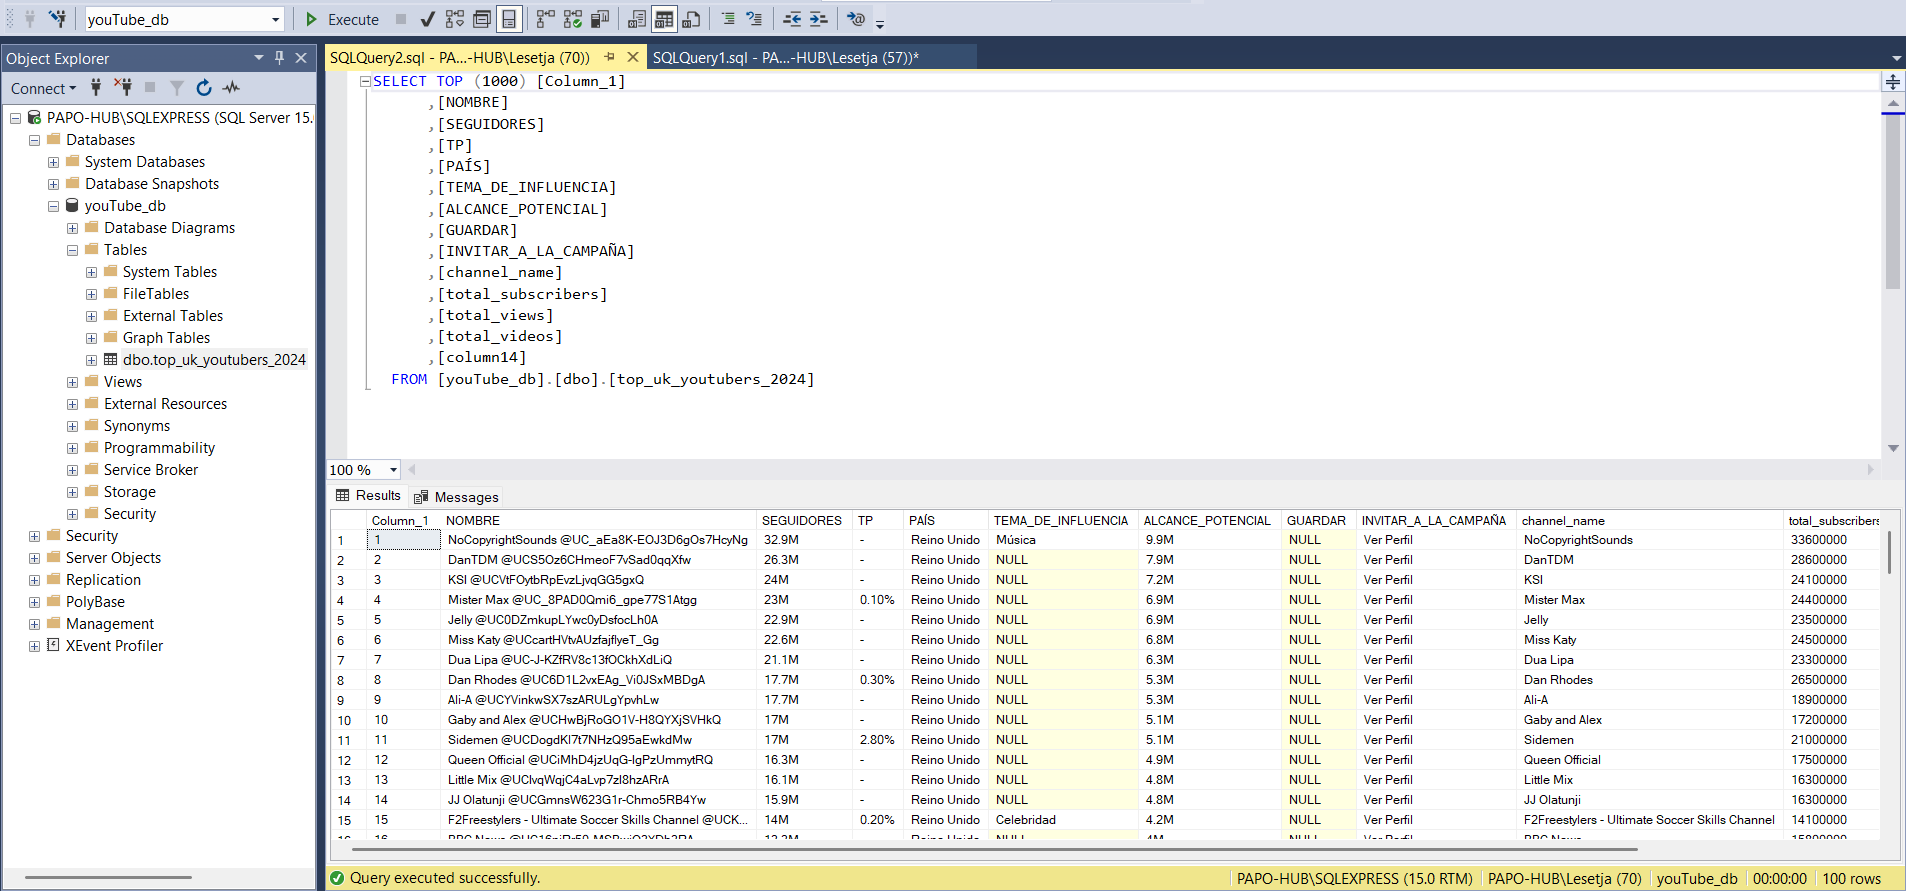 youTube_db
Execute
Object Explorer
SQLQuery2.sql - PA...-HUB\Lesetja (70))
SQLQuery1.sql - PA...-HUB\Lesetja (57))*
Connect
PAPO-HUB\SQLEXPRESS (SQL Server 15.
Databases
System Databases
Database Snapshots
youTube_db
Database Diagrams
Tables
System Tables
FileTables
External Tables
Graph Tables
dbo.top_uk_youtubers_2024
Views
External Resources
Synonyms
Programmability
Service Broker
Storage
Security
Security
Server Objects
Replication
PolyBase
Management
XEvent Profiler
SELECT TOP (1000) [Column_1]
,[NOMBRE]
,[SEGUIDORES]
,[TP]
,[PAÍS]
,[TEMA_DE_INFLUENCIA]
,[ALCANCE_POTENCIAL]
,[GUARDAR]
,[INVITAR_A_LA_CAMPAÑA]
,[channel_name]
,[total_subscribers]
,[total_views]
,[total_videos]
,[column14]
FROM [youTube_db].[dbo].[top_uk_youtubers_2024]
100 %
Results Messages
Column_1 NOMBRE SEGUIDORES TP PAÍS TEMA_DE_INFLUENCIA ALCANCE_POTENCIAL GUARDAR INVITAR_A_LA_CAMPAÑA channel_name total_subscribers
1 1 NoCopyrightSounds @UC_aEa8K-EOJ3D6gOs7HcyNg 32.9M - Reino Unido Música 9.9M NULL Ver Perfil NoCopyrightSounds 33600000
2 2 DanTDM @UCS5Oz6CHmeoF7vSad0qqXfw 26.3M - Reino Unido NULL 7.9M NULL Ver Perfil DanTDM 28600000
3 3 KSI @UCVtFOytbRpEvzLjvqGG5gxQ 24M - Reino Unido NULL 7.2M NULL Ver Perfil KSI 24100000
4 4 Mister Max @UC_8PAD0Qmi6_gpe77S1Atgg 23M 0.10% Reino Unido NULL 6.9M NULL Ver Perfil Mister Max 24400000
5 5 Jelly @UC0DZmkupLYwc0yDsfocLh0A 22.9M - Reino Unido NULL 6.9M NULL Ver Perfil Jelly 23500000
6 6 Miss Katy @UCcartHVtvAUzfajflyeT_Gg 22.6M - Reino Unido NULL 6.8M NULL Ver Perfil Miss Katy 24500000
7 7 Dua Lipa @UC-J-KZfRV8c13fOCkhXdLiQ 21.1M - Reino Unido NULL 6.3M NULL Ver Perfil Dua Lipa 23300000
8 8 Dan Rhodes @UC6D1L2vxEAg_Vi0JSxMBDgA 17.7M 0.30% Reino Unido NULL 5.3M NULL Ver Perfil Dan Rhodes 26500000
9 9 Ali-A @UCYVinkwSX7szARULgYpvhLw 17.7M - Reino Unido NULL 5.3M NULL Ver Perfil Ali-A 18900000
10 10 Gaby and Alex @UCHwBjRoGO1V-H8QYXjSVHkQ 17M - Reino Unido NULL 5.1M NULL Ver Perfil Gaby and Alex 17200000
11 11 Sidemen @UCDogdKl7t7NHzQ95aEwkdMw 17M 2.80% Reino Unido NULL 5.1M NULL Ver Perfil Sidemen 21000000
12 12 Queen Official @UCiMhD4jzUqG-IgPzUmmytRQ 16.3M - Reino Unido NULL 4.9M NULL Ver Perfil Queen Official 17500000
13 13 Little Mix @UClvqWqjC4aLvp7zI8hzARrA 16.1M - Reino Unido NULL 4.8M NULL Ver Perfil Little Mix 16300000
14 14 JJ Olatunji @UCGmnsW623G1r-Chmo5RB4Yw 15.9M - Reino Unido NULL 4.8M NULL Ver Perfil JJ Olatunji 16300000
15 15 F2Freestylers - Ultimate Soccer Skills Channel @UCK... 14M 0.20% Reino Unido Celebridad 4.2M NULL Ver Perfil F2Freestylers - Ultimate Soccer Skills Channel 14100000
Query executed successfully.
PAPO-HUB\SQLEXPRESS (15.0 RTM) PAPO-HUB\Lesetja (70) youTube_db 00:00:00 100 rows